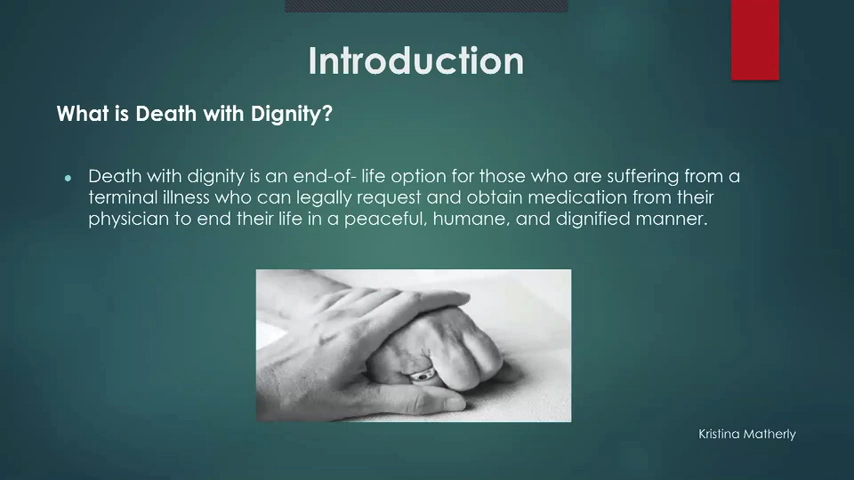 Introduction
What is Death with Dignity?
Death with dignity is an end-of- life option for those who are suffering from a
terminal illness who can legally request and obtain medication from their
physician to end their life in a peaceful, humane, and dignified manner.
Kristina Matherly